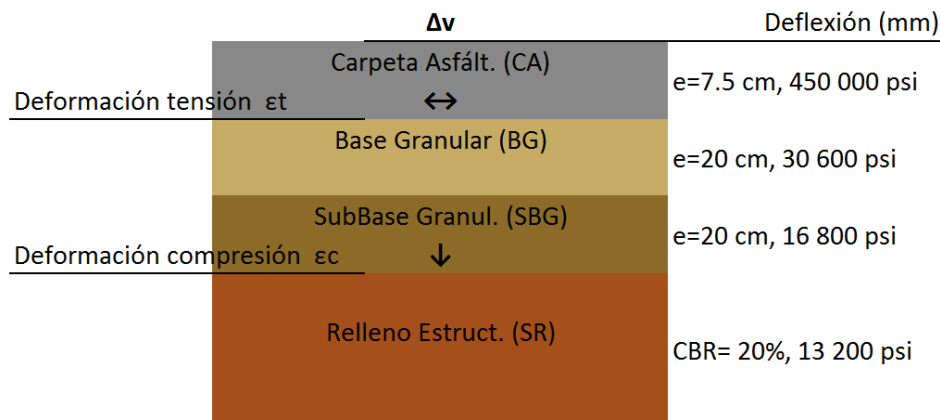 Δv
Deflexión (mm)
Carpeta Asfált. (CA)
e=7.5 cm, 450 000 psi
Deformación tensión εt
↔
Base Granular (BG)
e=20 cm, 30 600 psi
SubBase Granul. (SBG)
e=20 cm, 16 800 psi
Deformación compresión εc
↓
Relleno Estruct. (SR)
CBR= 20%, 13 200 psi